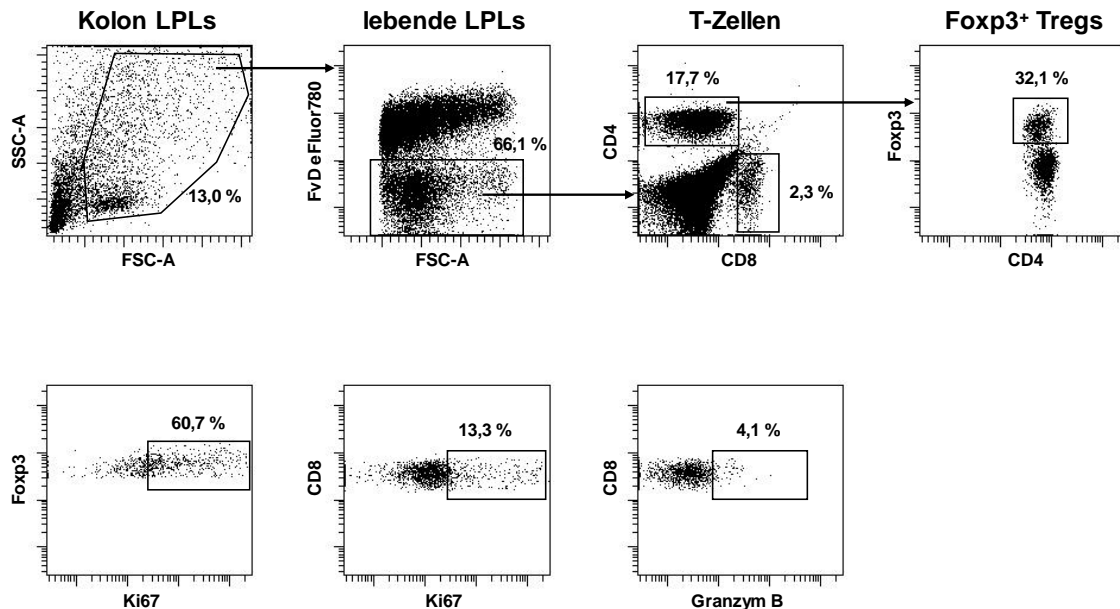 Kolon LPLs
lebende LPLs
T-Zellen
Foxp3⁺ Tregs
SSC-A
13,0 %
FSC-A
FvD eFluor780
66,1 %
FSC-A
CD4
17,7 %
2,3 %
CD8
Foxp3
32,1 %
CD4
Foxp3
60,7 %
Ki67
CD8
13,3 %
Ki67
CD8
4,1 %
Granzym B